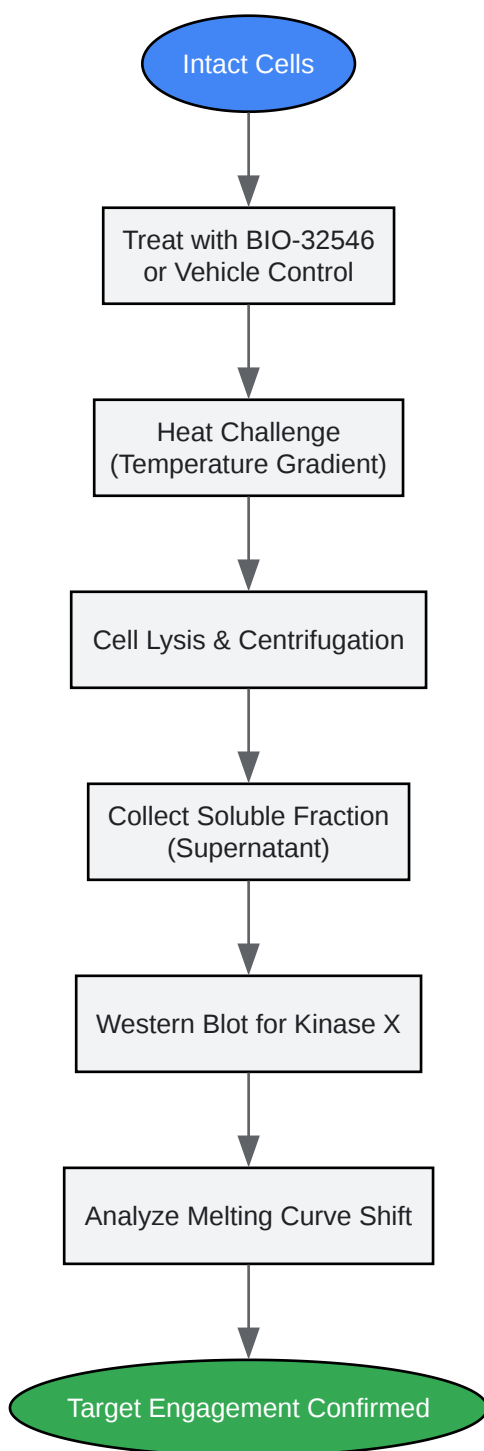 Intact Cells
Treat with BIO-32546
or Vehicle Control
Heat Challenge
(Temperature Gradient)
Cell Lysis & Centrifugation
Collect Soluble Fraction
(Supernatant)
Western Blot for Kinase X
Analyze Melting Curve Shift
Target Engagement Confirmed